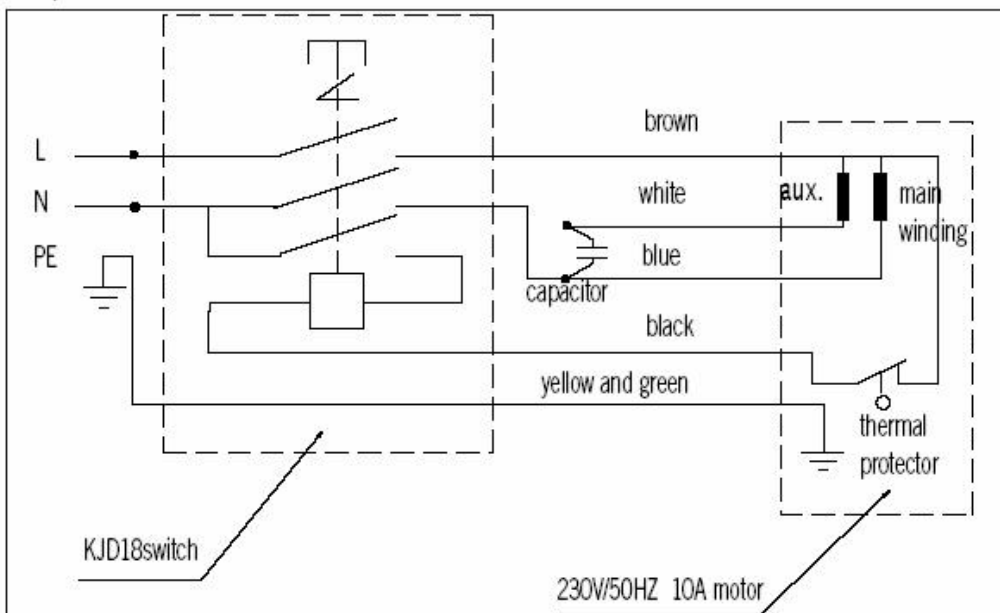 L
N
PE
brown
white
aux.
main
winding
blue
capacitor
black
yellow and green
thermal
protector
KJD18switch
230V/50HZ 10A motor